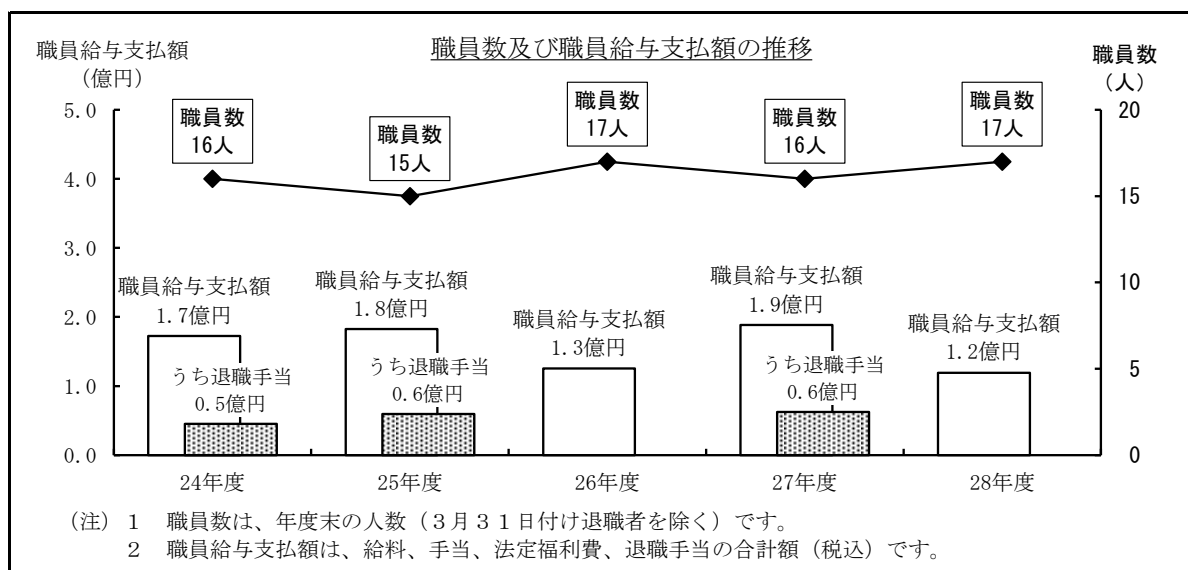 職員数及び職員給与支払額の推移
職員給与支払額
（億円）
職員数
（人）
5.0
4.0
3.0
2.0
1.0
0.0
20
15
10
5
0
職員数
16人
職員数
15人
職員数
17人
職員数
16人
職員数
17人
職員給与支払額
1.7億円
うち退職手当
0.5億円
職員給与支払額
1.8億円
うち退職手当
0.6億円
職員給与支払額
1.3億円
職員給与支払額
1.9億円
うち退職手当
0.6億円
職員給与支払額
1.2億円
24年度
25年度
26年度
27年度
28年度
（注）１　職員数は、年度末の人数（３月３１日付け退職者を除く）です。
２　職員給与支払額は、給料、手当、法定福利費、退職手当の合計額（税込）です。